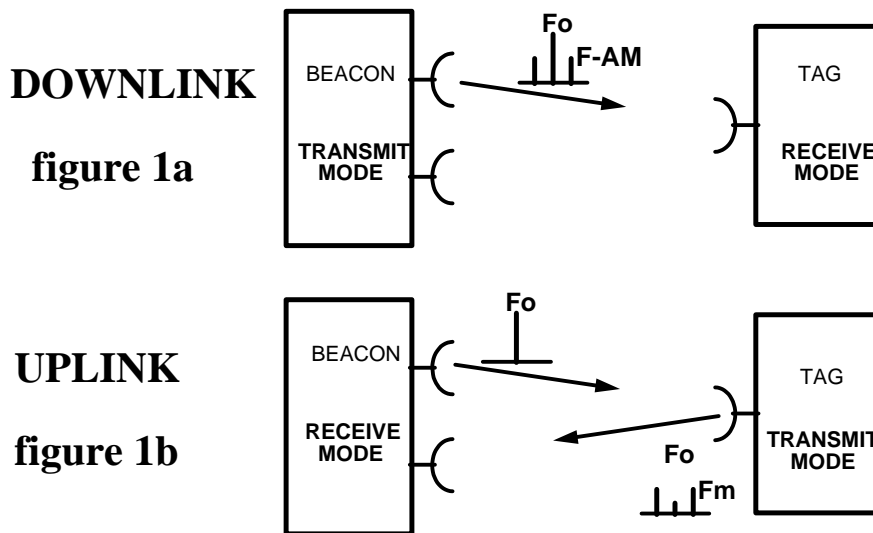 DOWNLINK
figure 1a
BEACON
TRANSMIT
MODE
Fo
F-AM
TAG
RECEIVE
MODE
UPLINK
figure 1b
BEACON
RECEIVE
MODE
Fo
Fo
Fm
TAG
TRANSMIT
MODE